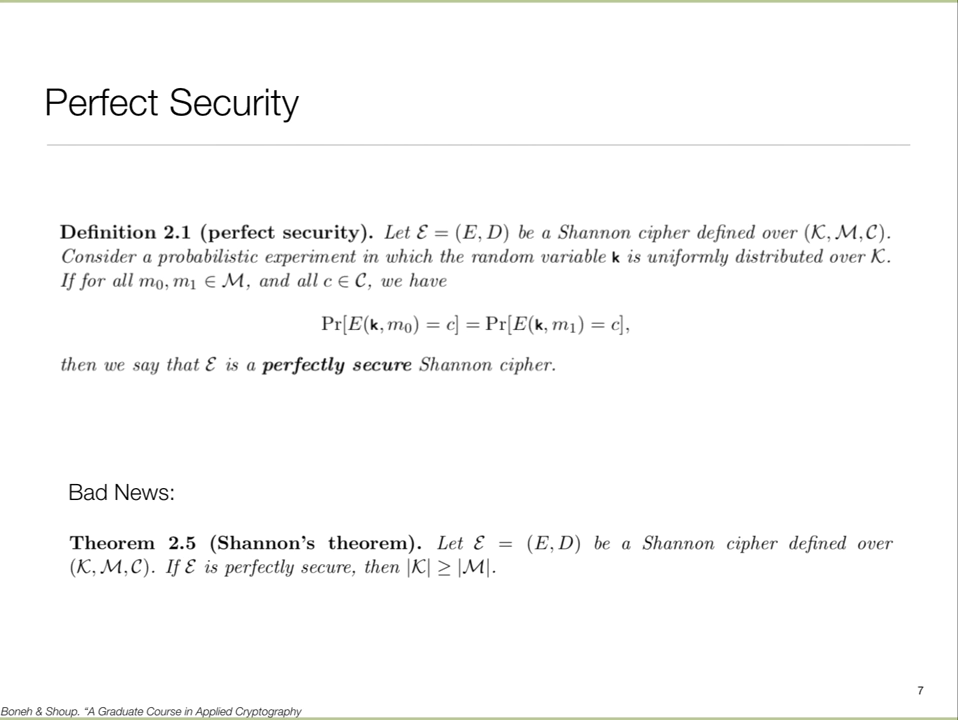 Perfect Security
Definition 2.1 (perfect security). Let ℰ = (E, D) be a Shannon cipher defined over (𝒦, ℳ, 𝒞).
Consider a probabilistic experiment in which the random variable k is uniformly distributed over 𝒦.
If for all m₀, m₁ ∈ ℳ, and all c ∈ 𝒞, we have
Pr[E(k, m₀) = c] = Pr[E(k, m₁) = c],
then we say that ℰ is a perfectly secure Shannon cipher.
Bad News:
Theorem 2.5 (Shannon's theorem). Let ℰ = (E, D) be a Shannon cipher defined over
(𝒦, ℳ, 𝒞). If ℰ is perfectly secure, then |𝒦| ≥ |ℳ|.
7
Boneh & Shoup. "A Graduate Course in Applied Cryptography